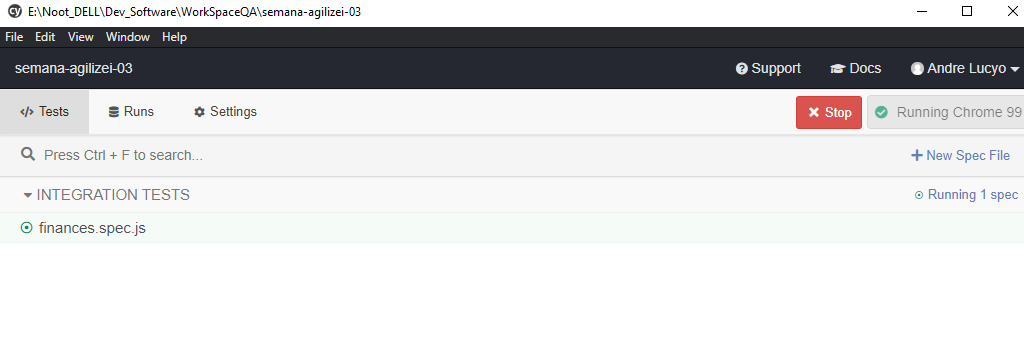 cy E:\Noot_DELL\Dev_Software\WorkSpaceQA\semana-agilizei-03
File Edit View Window Help
semana-agilizei-03 Support Docs Andre Lucyo
</> Tests Runs Settings Stop Running Chrome 99
Press Ctrl + F to search... New Spec File
INTEGRATION TESTS Running 1 spec
finances.spec.js